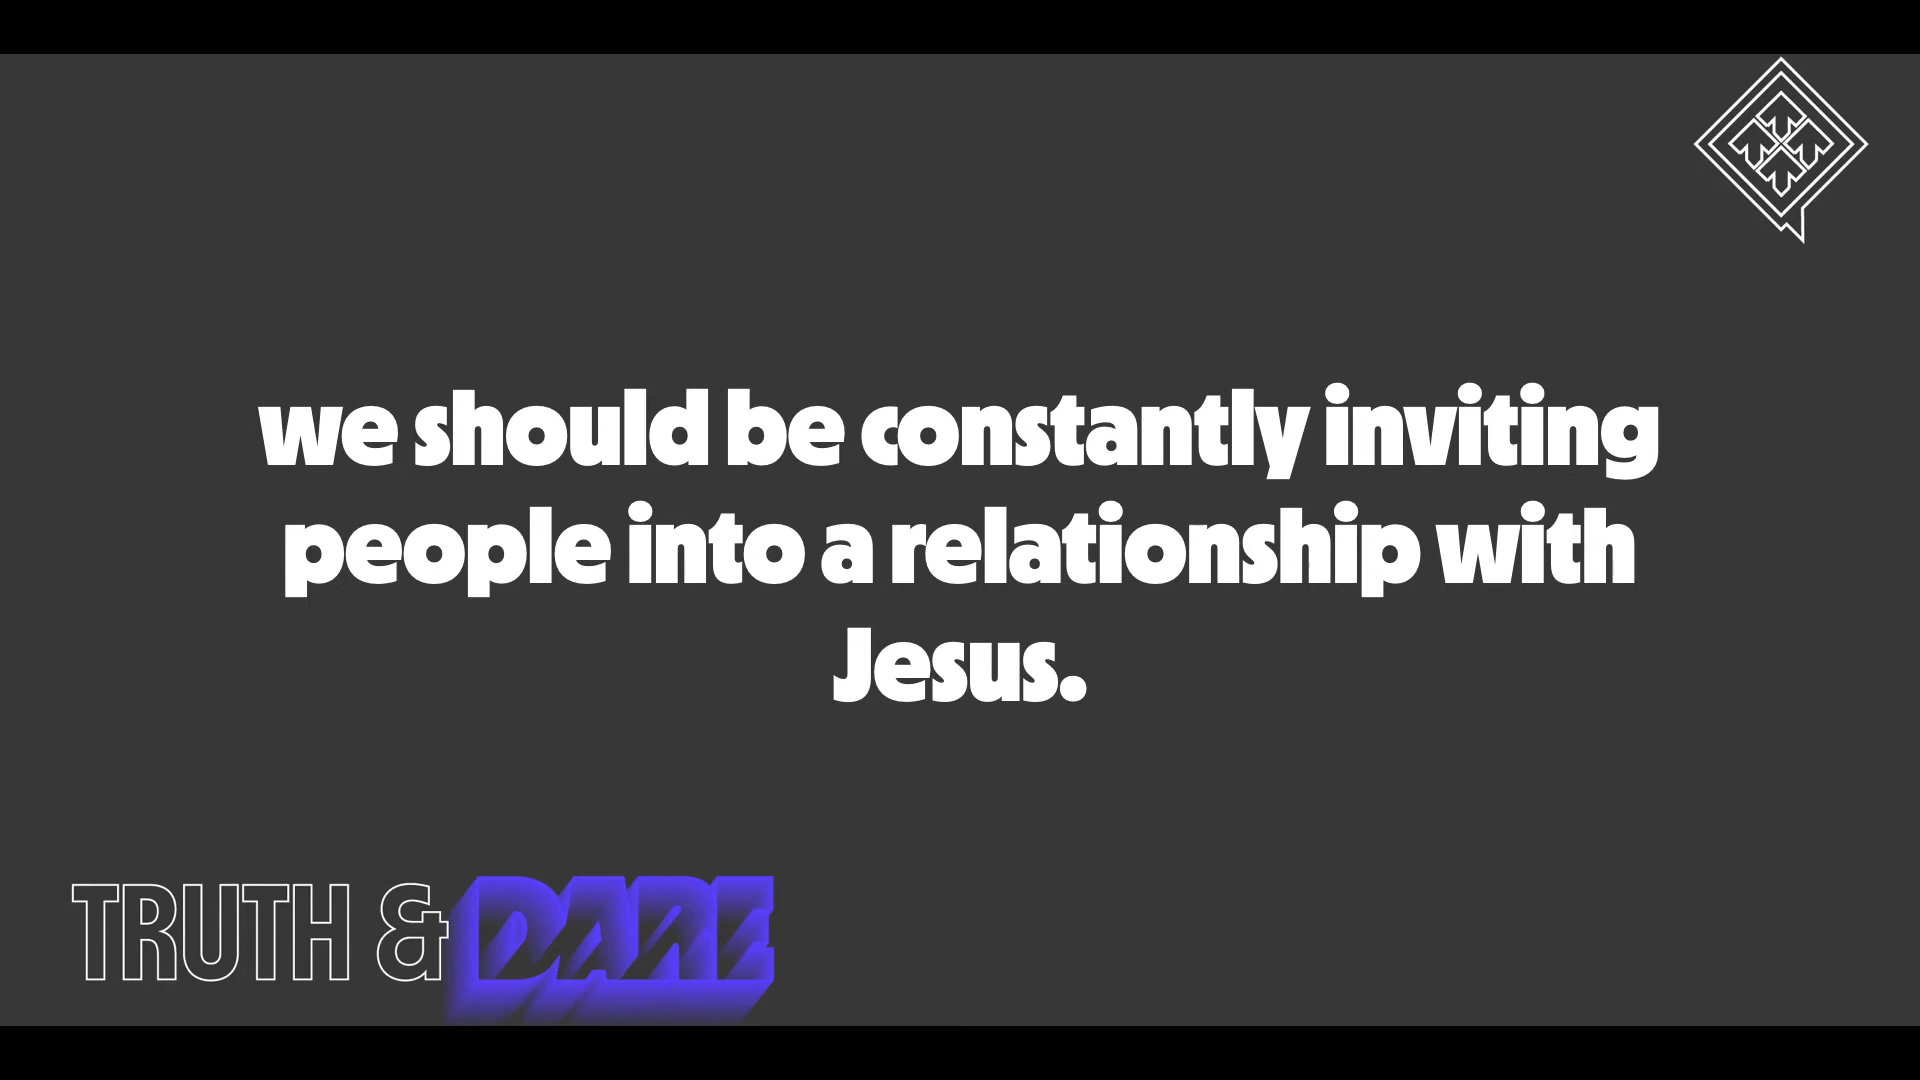 we should be constantly inviting
people into a relationship with
Jesus.
TRUTH & DARE